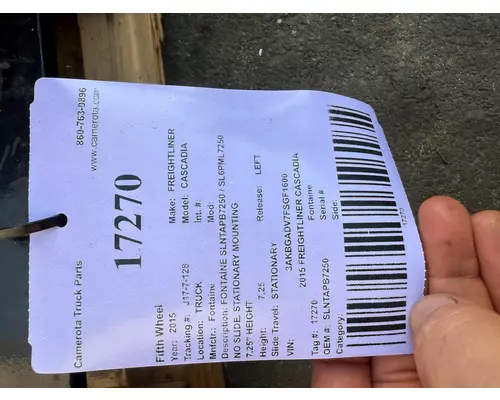 Camerota Truck Parts
860-763-0896
www.camerota.com
17270
Fifth Wheel
Year: 2015 Make: FREIGHTLINER
Tracking #: J17-7-128 Model: CASCADIA
Location: TRUCK Int. #:
Mnfctr.: Fontaine Mod.
Description: FONTAINE SLNTAPB7250 / SL6PML7250
NO SLIDE, STATIONARY MOUNTING
7.25" HEIGHT
Height: 7.25 Release: LEFT
Slide Travel: STATIONARY
VIN: 3AKBGADV7FSGF1600
2015 FREIGHTLINER CASCADIA
Tag #: 17270 Fontaine
OEM #: SLNTAPB7250 Serial #
Category: Side:
17270